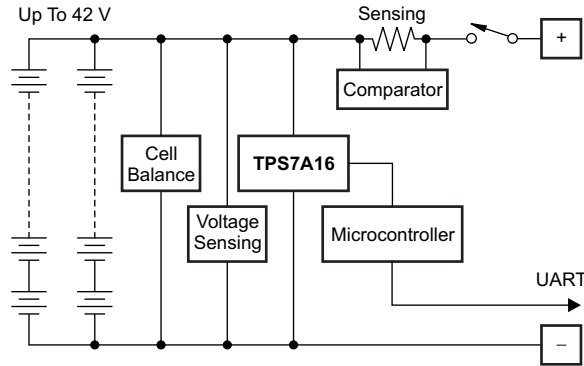 Up To 42 V
Sensing
+
Comparator
Cell
Balance
TPS7A16
Voltage
Sensing
Microcontroller
UART
–